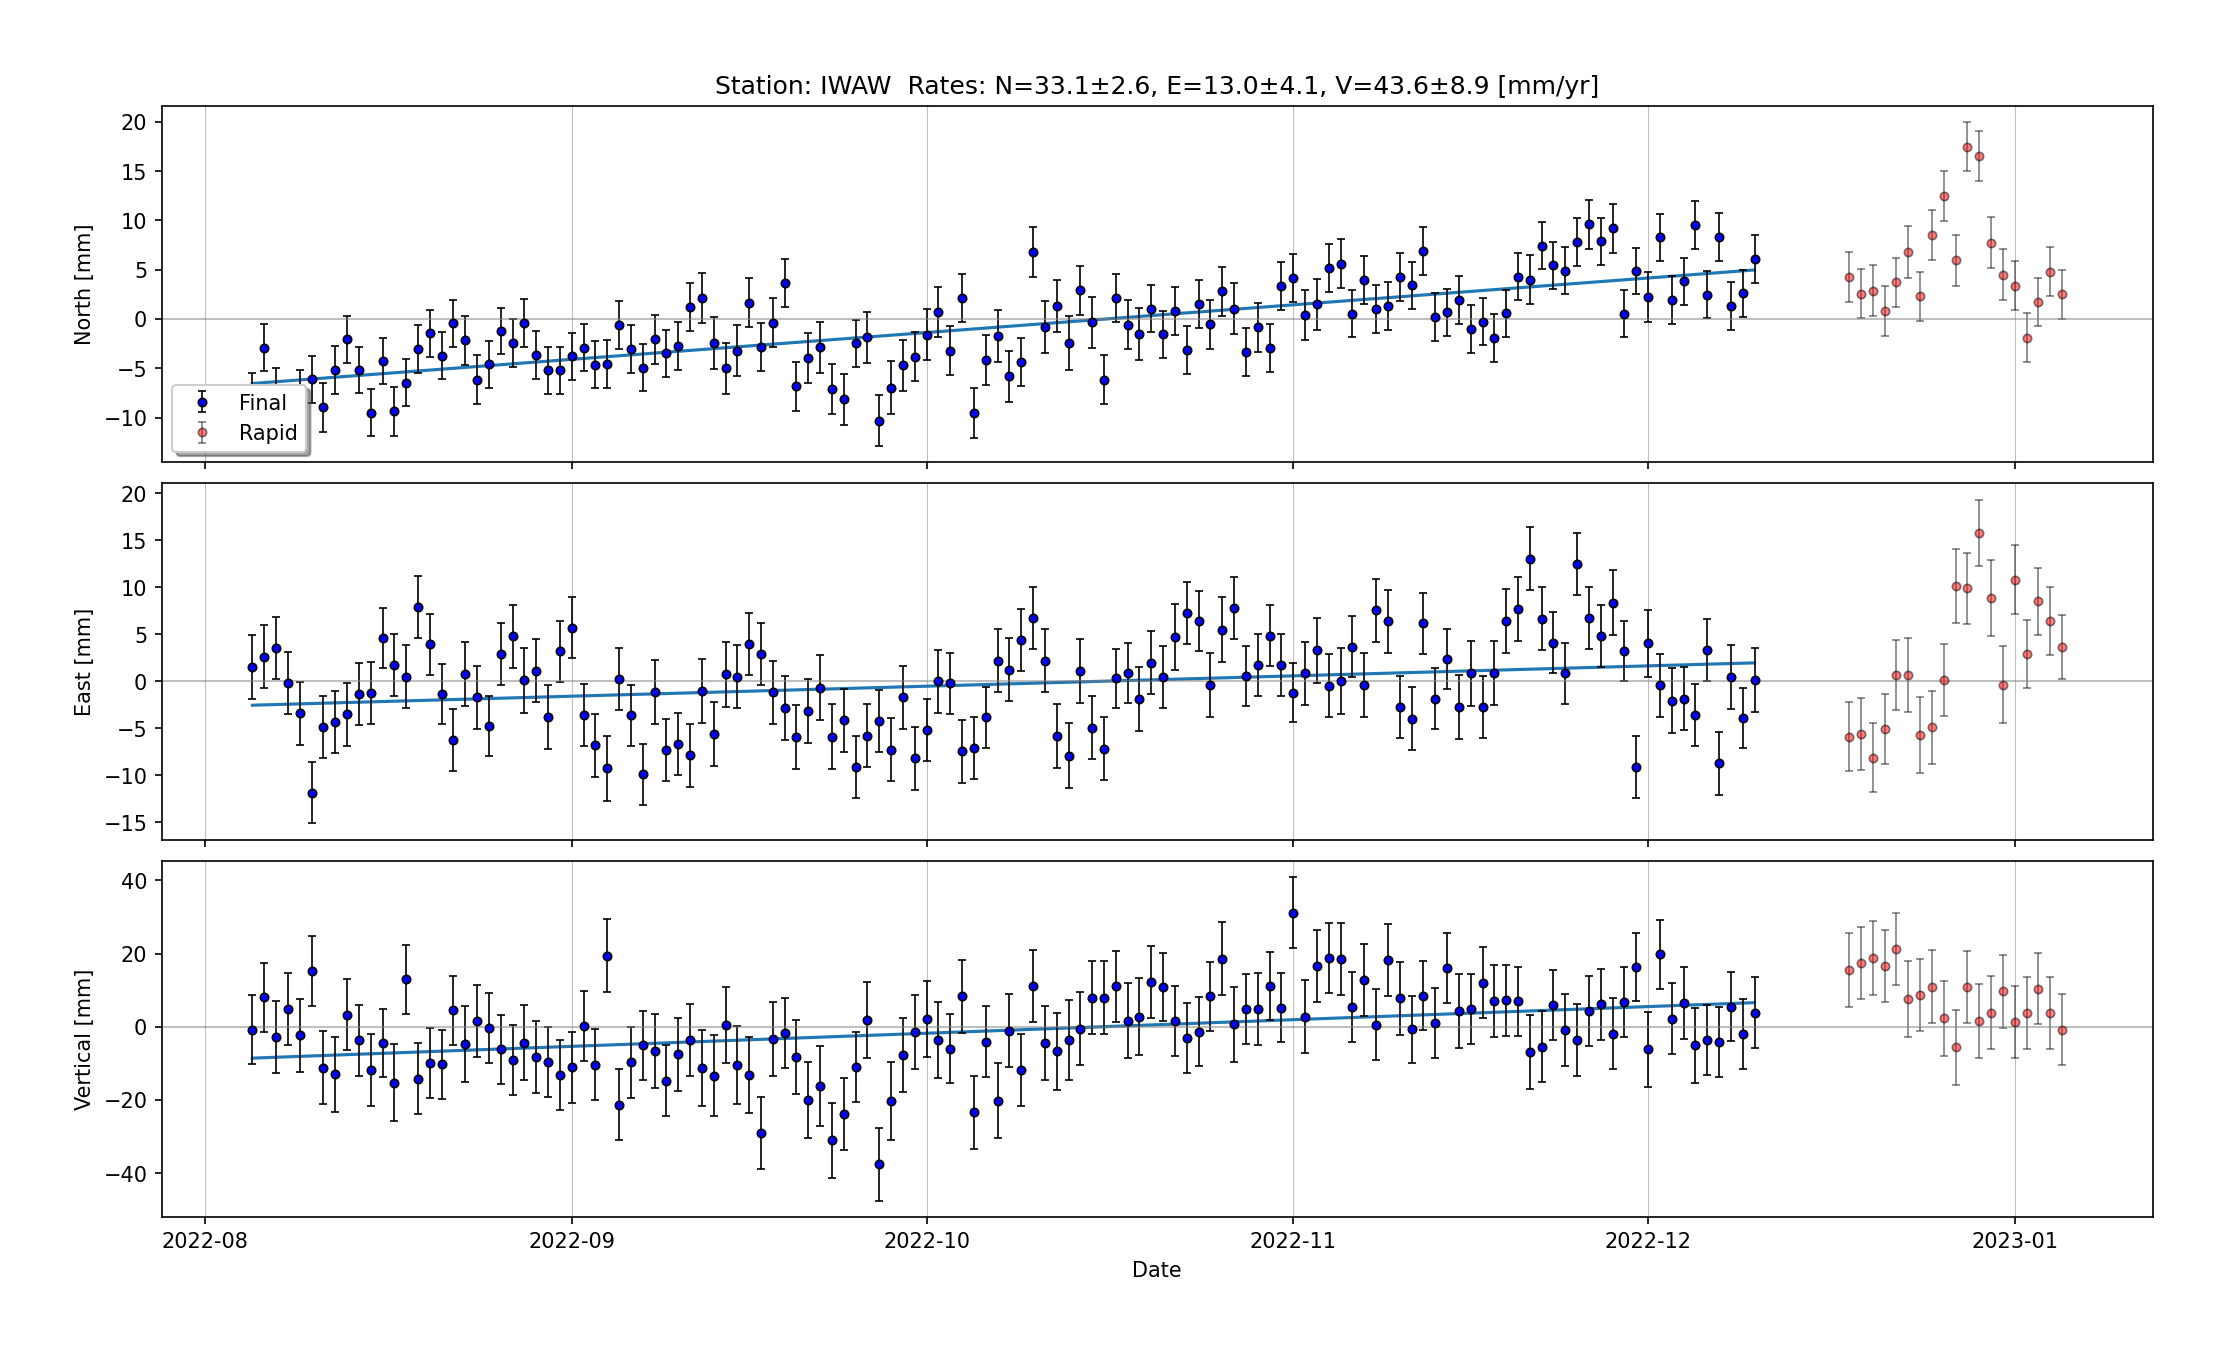 Station: IWAW  Rates: N=33.1±2.6, E=13.0±4.1, V=43.6±8.9 [mm/yr]
20
15
10
5
0
−5
−10
North [mm]
Final
Rapid
20
15
10
5
0
−5
−10
−15
East [mm]
40
20
0
−20
−40
Vertical [mm]
2022-08 2022-09 2022-10 2022-11 2022-12 2023-01
Date